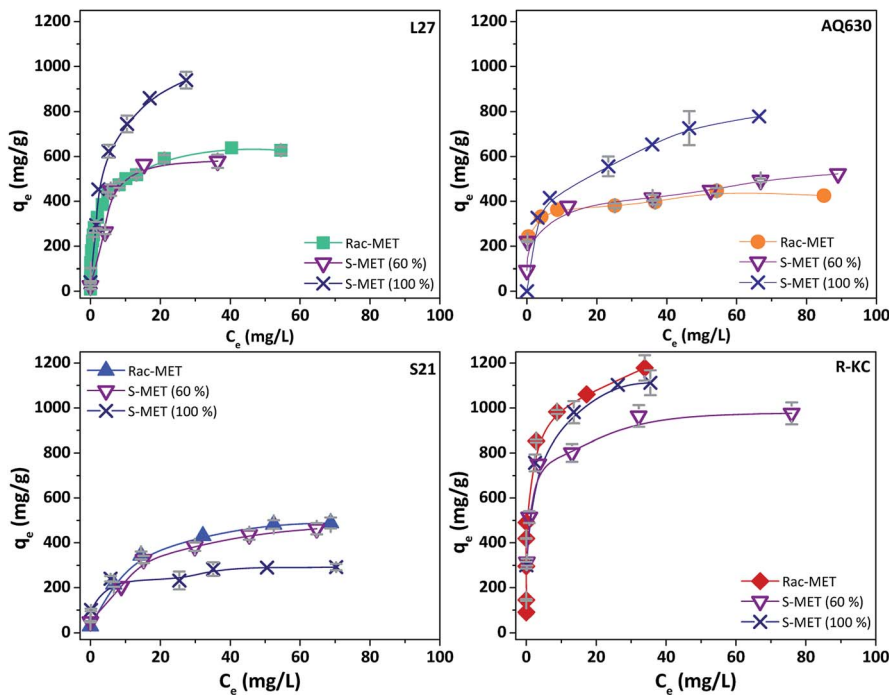 L27
1200
1000
800
600
400
200
0
qe (mg/g)
Rac-MET
S-MET (60 %)
S-MET (100 %)
0 20 40 60 80 100
Ce (mg/L)
AQ630
1200
1000
800
600
400
200
0
qe (mg/g)
Rac-MET
S-MET (60 %)
S-MET (100 %)
0 20 40 60 80 100
Ce (mg/L)
S21
1200
1000
800
600
400
200
0
qe (mg/g)
Rac-MET
S-MET (60 %)
S-MET (100 %)
0 20 40 60 80 100
Ce (mg/L)
R-KC
1200
1000
800
600
400
200
0
qe (mg/g)
Rac-MET
S-MET (60 %)
S-MET (100 %)
0 20 40 60 80 100
Ce (mg/L)